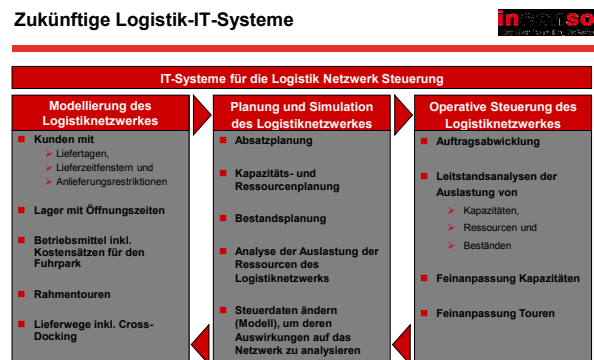 Zukünftige Logistik-IT-Systeme
IT-Systeme für die Logistik Netzwerk Steuerung
Modellierung des
Logistiknetzwerkes
Kunden mit
Liefertagen,
Lieferzeitfenstern und
Anlieferungsrestriktionen
Lager mit Öffnungszeiten
Betriebsmittel inkl.
Kostensätzen für den
Fuhrpark
Rahmentouren
Lieferwege inkl. Cross-
Docking
Planung und Simulation
des Logistiknetzwerkes
Absatzplanung
Kapazitäts- und
Ressourcenplanung
Bestandsplanung
Analyse der Auslastung der
Ressourcen des
Logistiknetzwerks
Steuerdaten ändern
(Modell), um deren
Auswirkungen auf das
Netzwerk zu analysieren
Operative Steuerung des
Logistiknetzwerkes
Auftragsabwicklung
Leitstandsanalysen der
Auslastung von
Kapazitäten,
Ressourcen und
Beständen
Feinanpassung Kapazitäten
Feinanpassung Touren